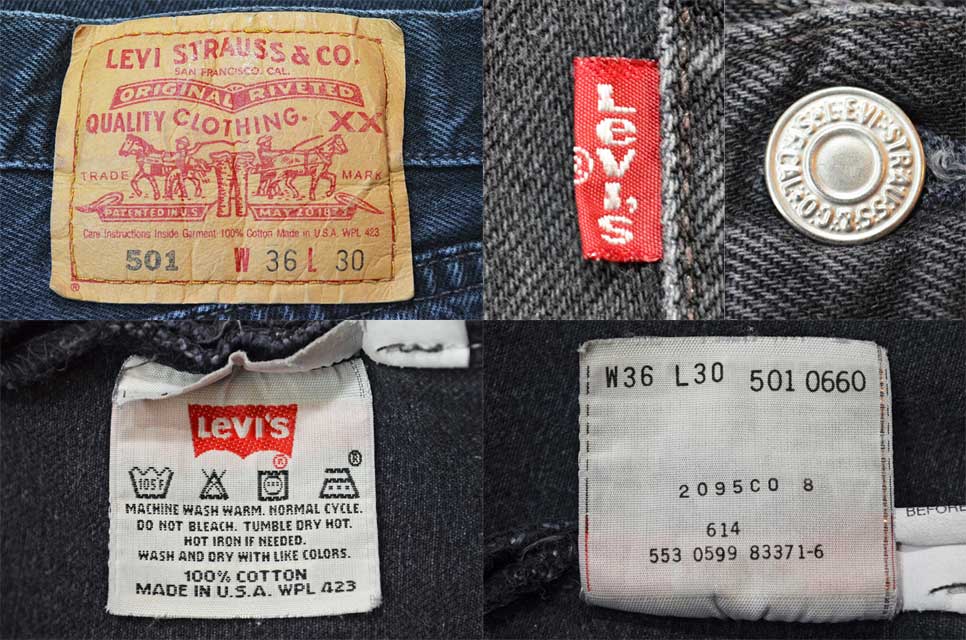 LEVI STRAUSS & CO.
SAN FRANCISCO, CAL.
ORIGINAL RIVETED
QUALITY CLOTHING. XX
TRADE MARK
PATENTED IN U.S. MAY 20 1873
Care Instructions Inside Garment 100% Cotton Made in U.S.A. WPL 423
501 W 36 L 30
®
LEVI'S
®
LEVI STRAUSS & CO
Levi's
®
105°F
®
MACHINE WASH WARM. NORMAL CYCLE.
DO NOT BLEACH. TUMBLE DRY HOT.
HOT IRON IF NEEDED.
WASH AND DRY WITH LIKE COLORS.
100% COTTON
MADE IN U.S.A. WPL 423
W36 L30 501 0660
2095C0 8
614
553 0599 83371-6
BEFORE